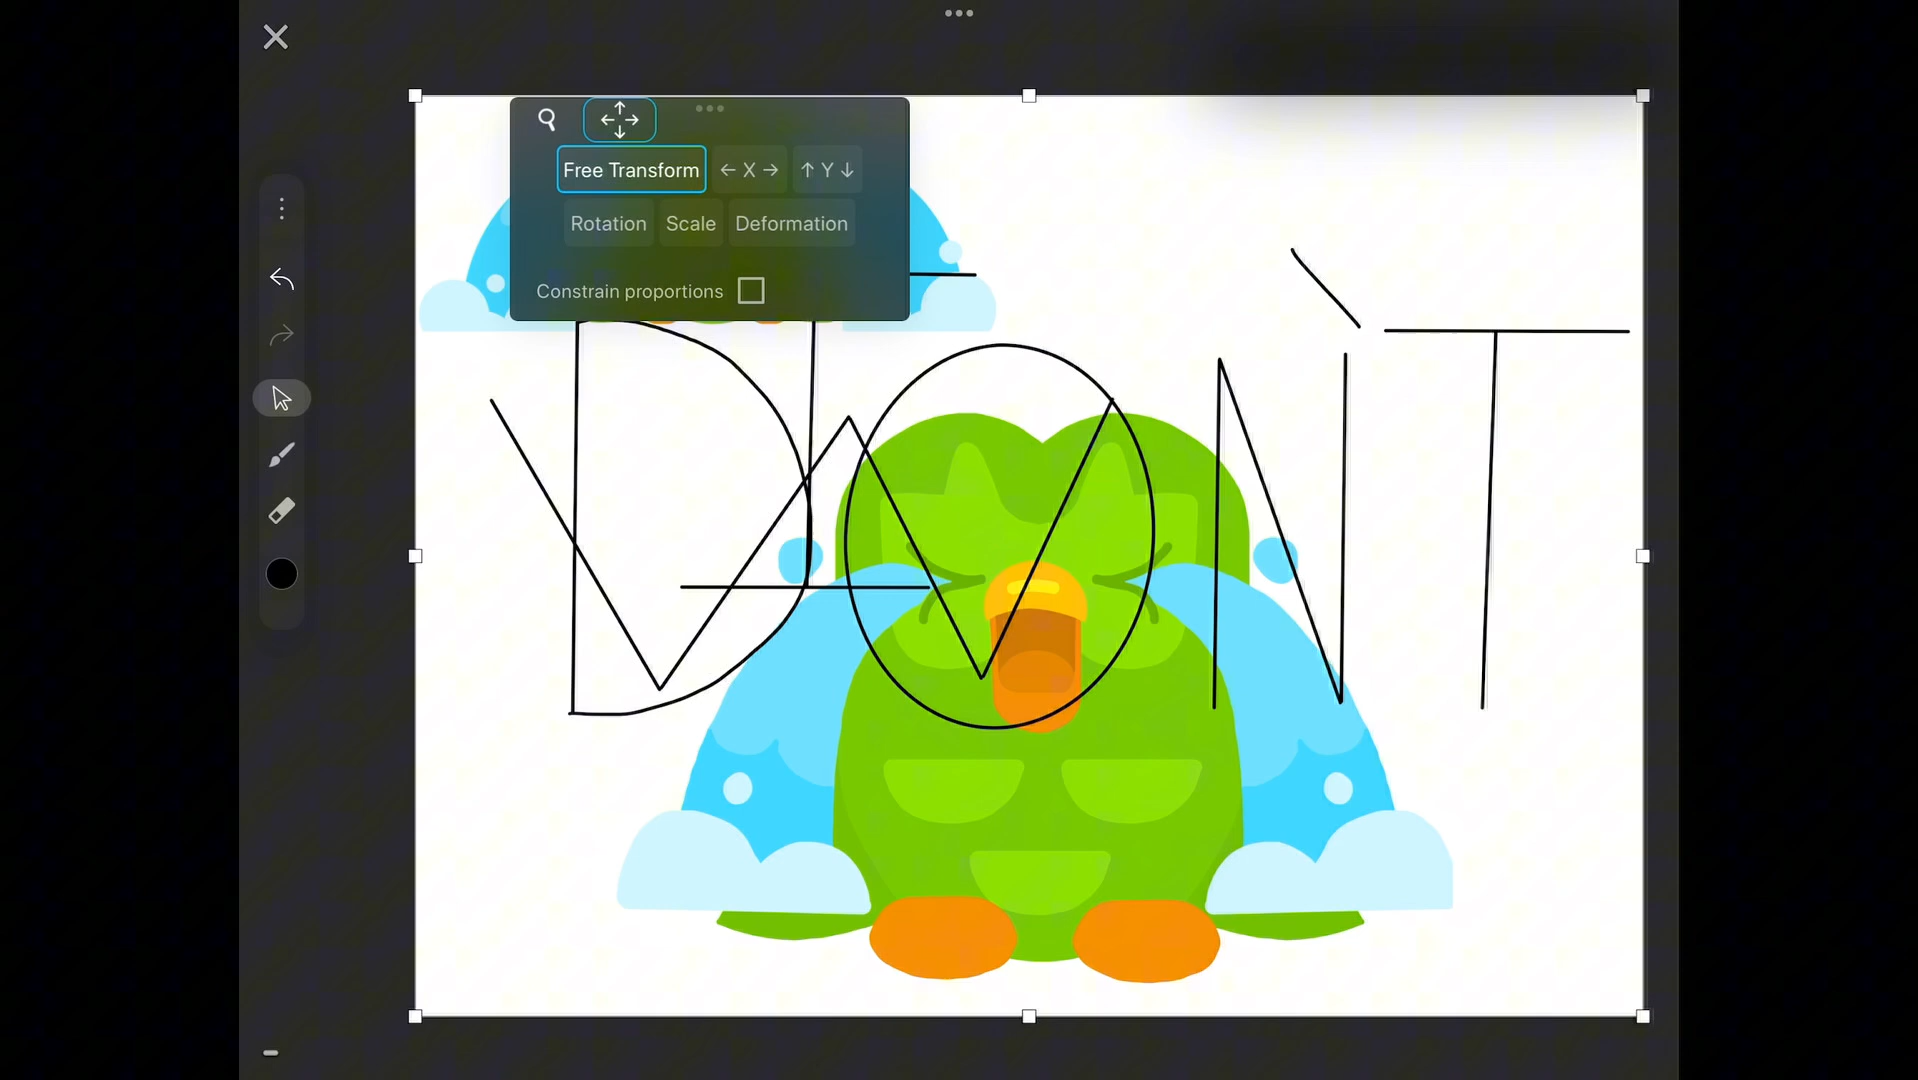 Free Transform
X
Y
Rotation
Scale
Deformation
Constrain proportions
DON'T
W